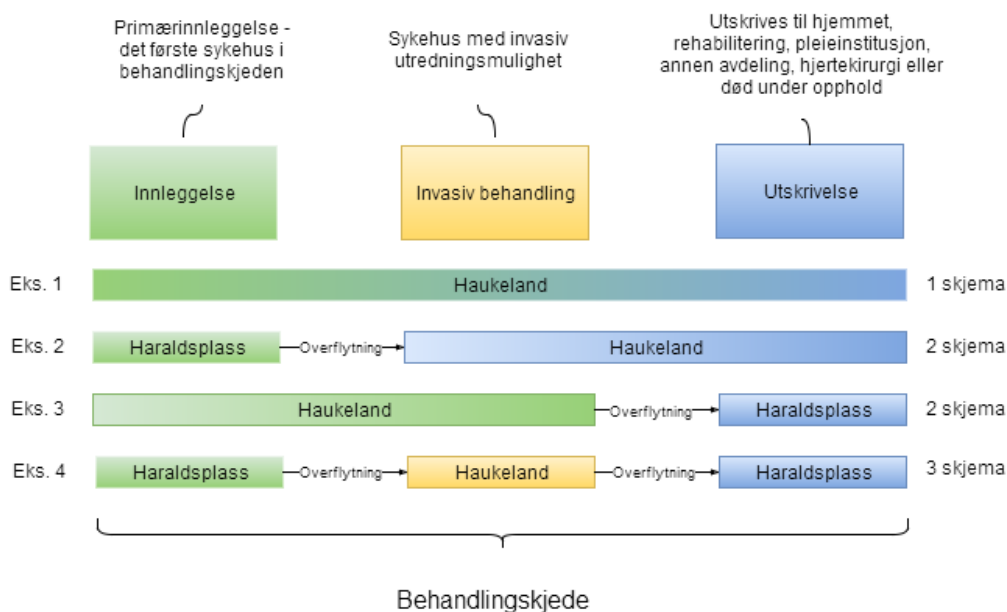 Primærinnleggelse -
det første sykehus i
behandlingskjeden
Sykehus med invasiv
utredningsmulighet
Utskrives til hjemmet,
rehabilitering, pleieinstitusjon,
annen avdeling, hjertekirurgi eller
død under opphold
Innleggelse
Invasiv behandling
Utskrivelse
Eks. 1
Haukeland
1 skjema
Eks. 2
Haraldsplass
Overflytning
Haukeland
2 skjema
Eks. 3
Haukeland
Overflytning
Haraldsplass
2 skjema
Eks. 4
Haraldsplass
Overflytning
Haukeland
Overflytning
Haraldsplass
3 skjema
Behandlingskjede